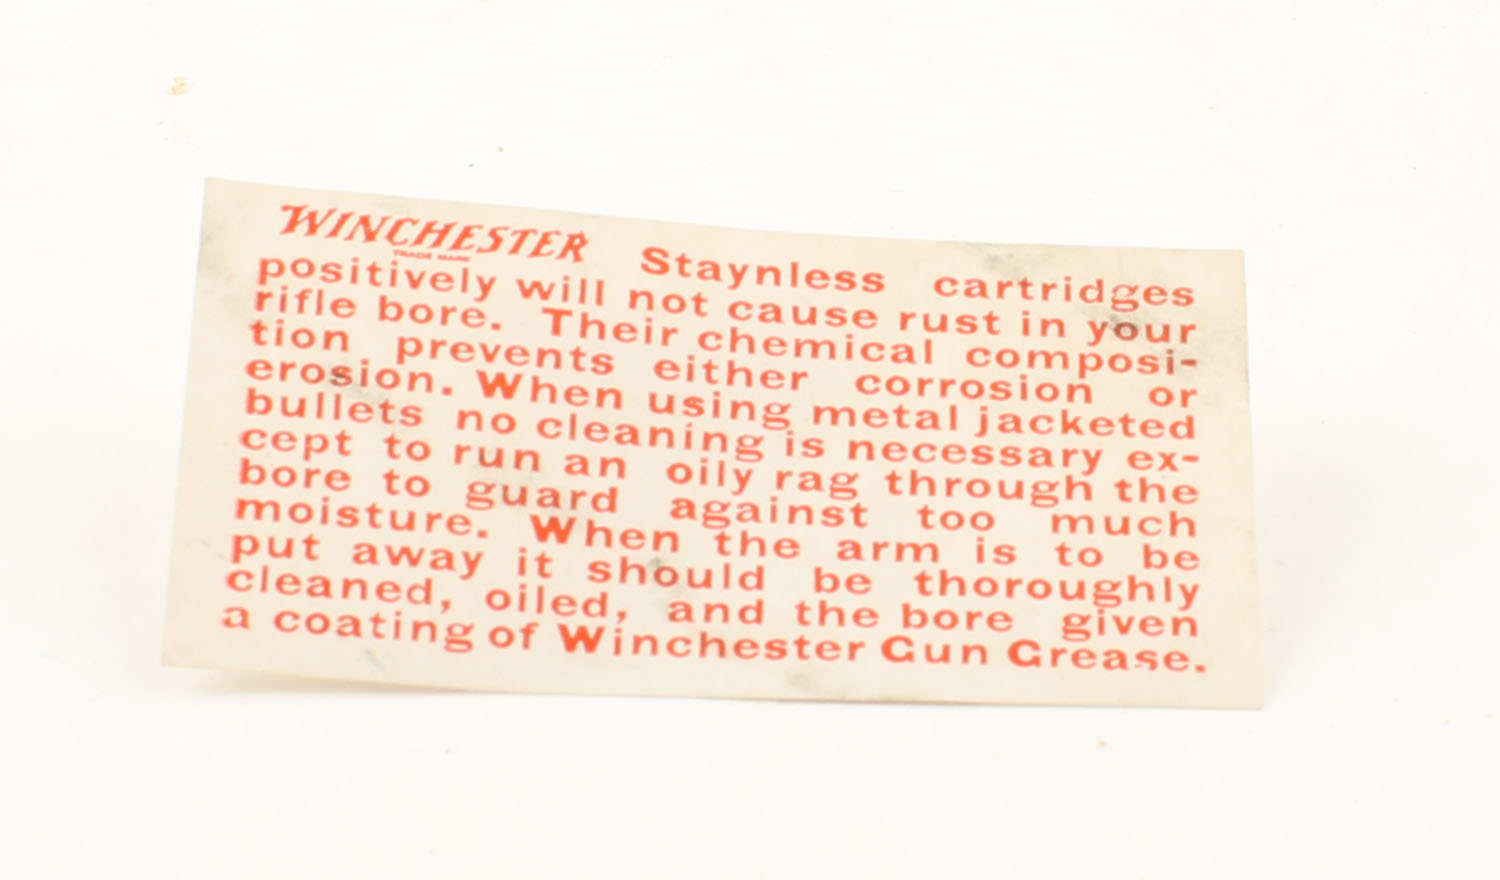 WINCHESTER Staynless cartridges
TRADE MARK
positively will not cause rust in your
rifle bore. Their chemical composi-
tion prevents either corrosion or
erosion. When using metal jacketed
bullets no cleaning is necessary ex-
cept to run an oily rag through the
bore to guard against too much
moisture. When the arm is to be
put away it should be thoroughly
cleaned, oiled, and the bore given
a coating of Winchester Gun Grease.